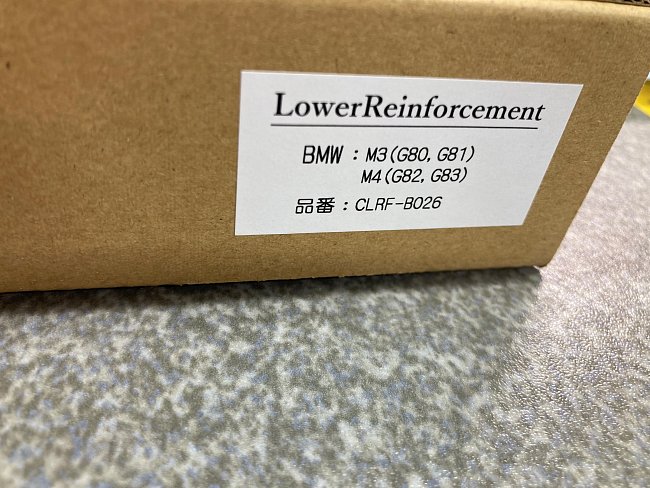 LowerReinforcement
BMW : M3(G80, G81)
M4(G82, G83)
品番 : CLRF-B026